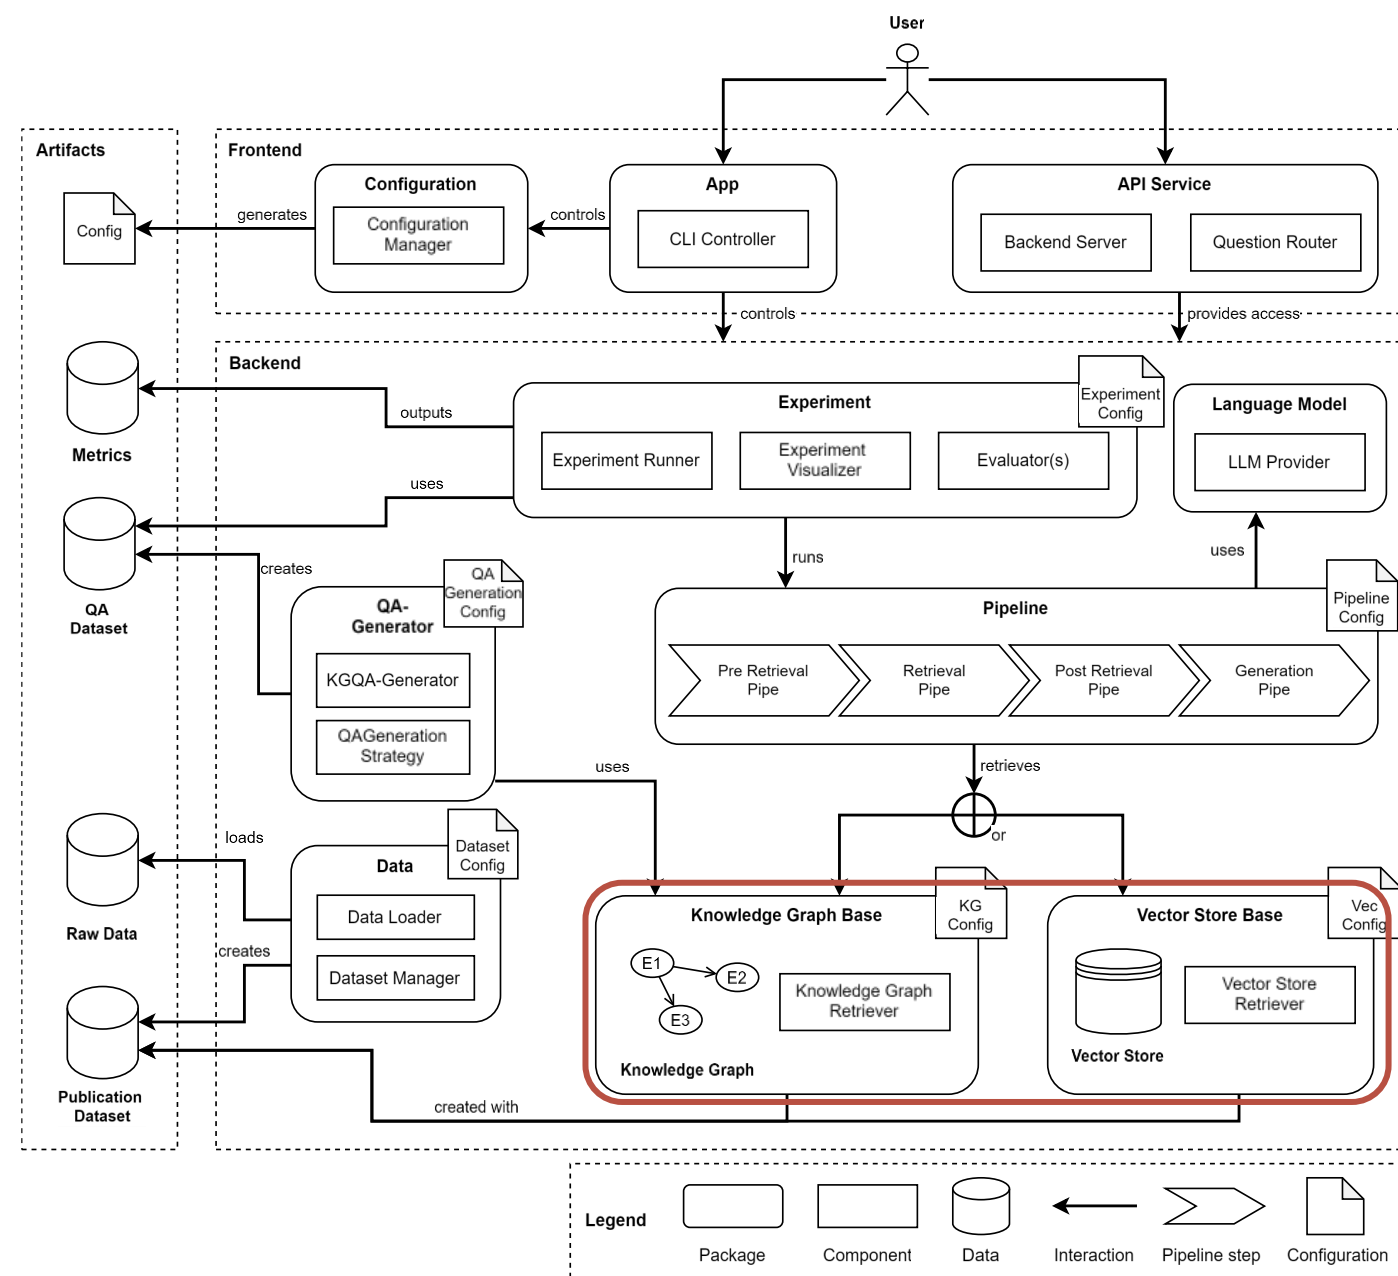 User
Artifacts
Frontend
Configuration
Configuration
Manager
App
CLI Controller
API Service
Backend Server
Question Router
Config
generates
controls
controls
provides access
Backend
Metrics
outputs
Experiment
Experiment
Config
Experiment Runner
Experiment
Visualizer
Evaluator(s)
Language Model
LLM Provider
uses
QA
Dataset
creates
runs
uses
QA
Generation
Config
QA-
Generator
KGQA-Generator
QAGeneration
Strategy
Pipeline
Pipeline
Config
Pre Retrieval
Pipe
Retrieval
Pipe
Post Retrieval
Pipe
Generation
Pipe
uses
retrieves
or
Raw Data
loads
Dataset
Config
Data
Data Loader
Dataset Manager
creates
Publication
Dataset
Knowledge Graph Base
KG
Config
E1
E2
E3
Knowledge Graph
Retriever
Knowledge Graph
Vector Store Base
Vec
Config
Vector Store
Retriever
Vector Store
created with
Legend
Package
Component
Data
Interaction
Pipeline step
Configuration